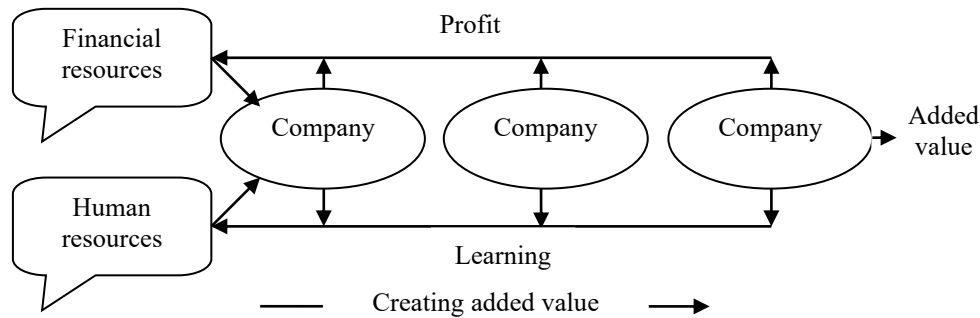 Profit
Financial
resources
Company
Company
Company
Added
value
Human
resources
Learning
Creating added value